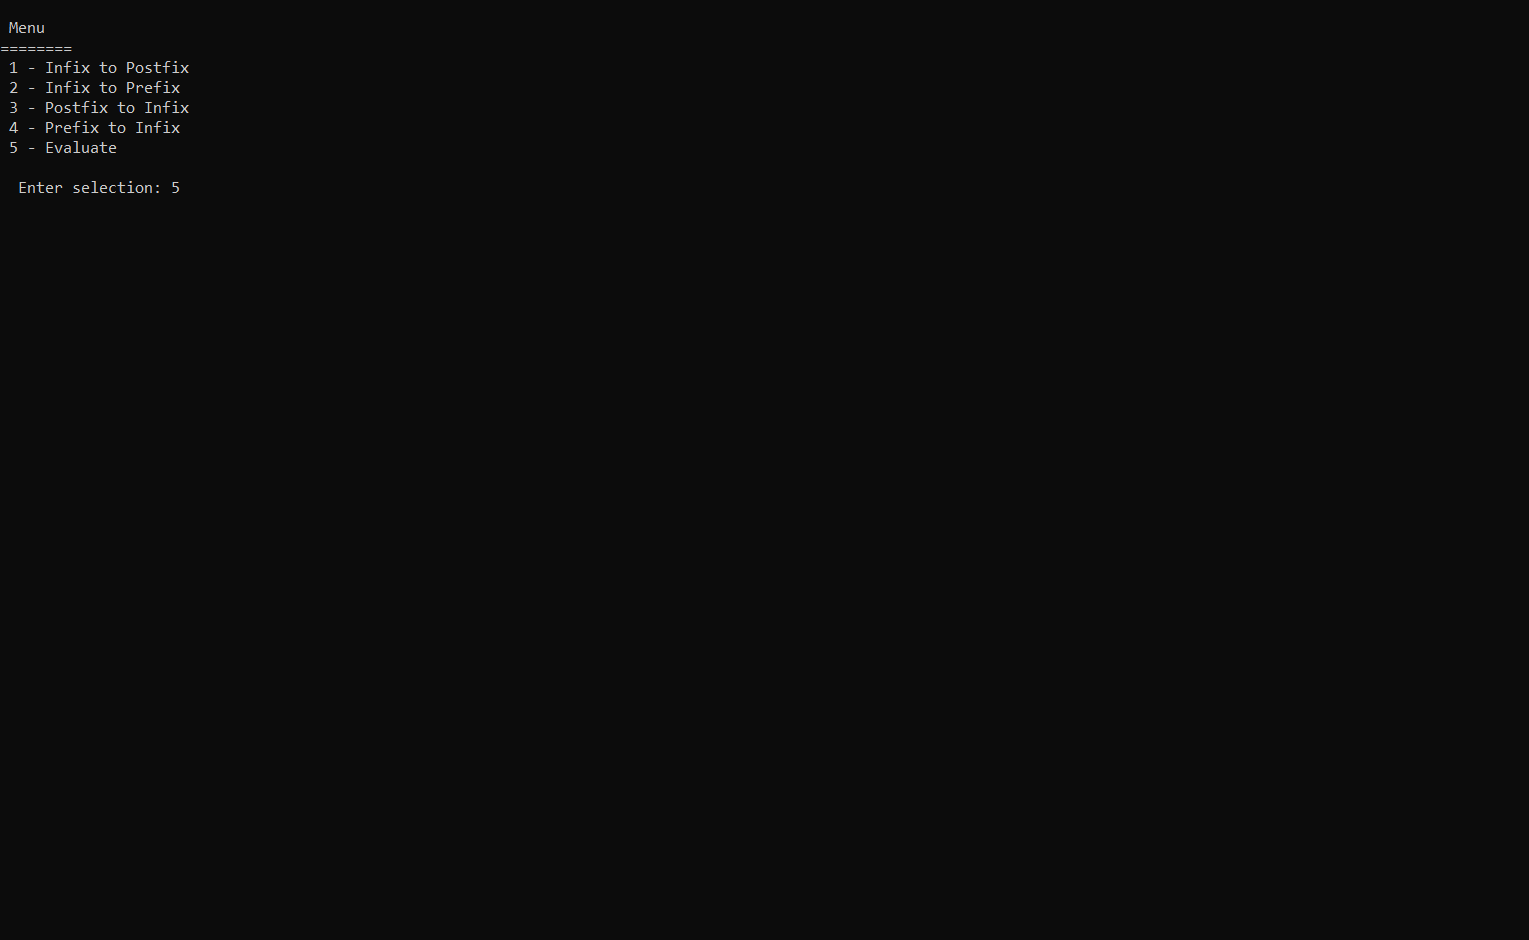 Menu
========
1 - Infix to Postfix
2 - Infix to Prefix
3 - Postfix to Infix
4 - Prefix to Infix
5 - Evaluate
Enter selection: 5